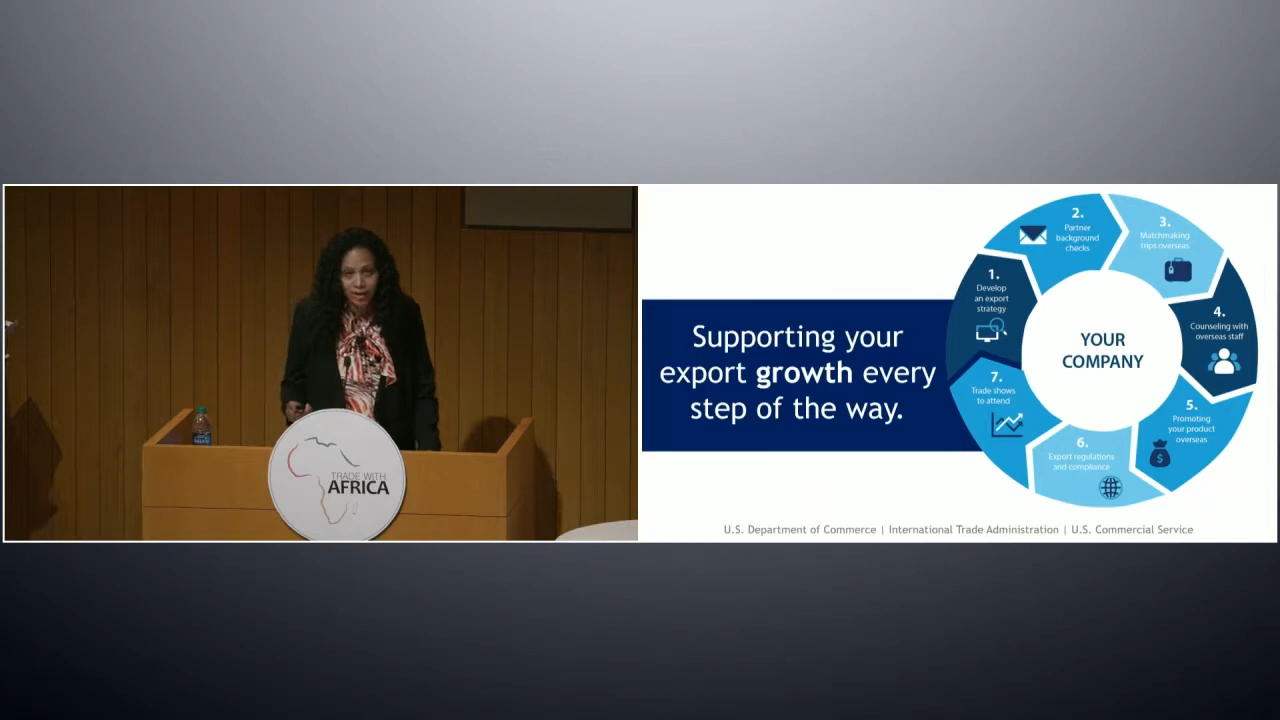 TRADE WITH
AFRICA
Supporting your
export growth every
step of the way.
1.
Develop
an export
strategy
2.
Partner
background
checks
3.
Matchmaking
trips overseas
4.
Counseling with
overseas staff
5.
Promoting
your product
overseas
6.
Export regulations
and compliance
7.
Trade shows
to attend
YOUR
COMPANY
$
U.S. Department of Commerce | International Trade Administration | U.S. Commercial Service